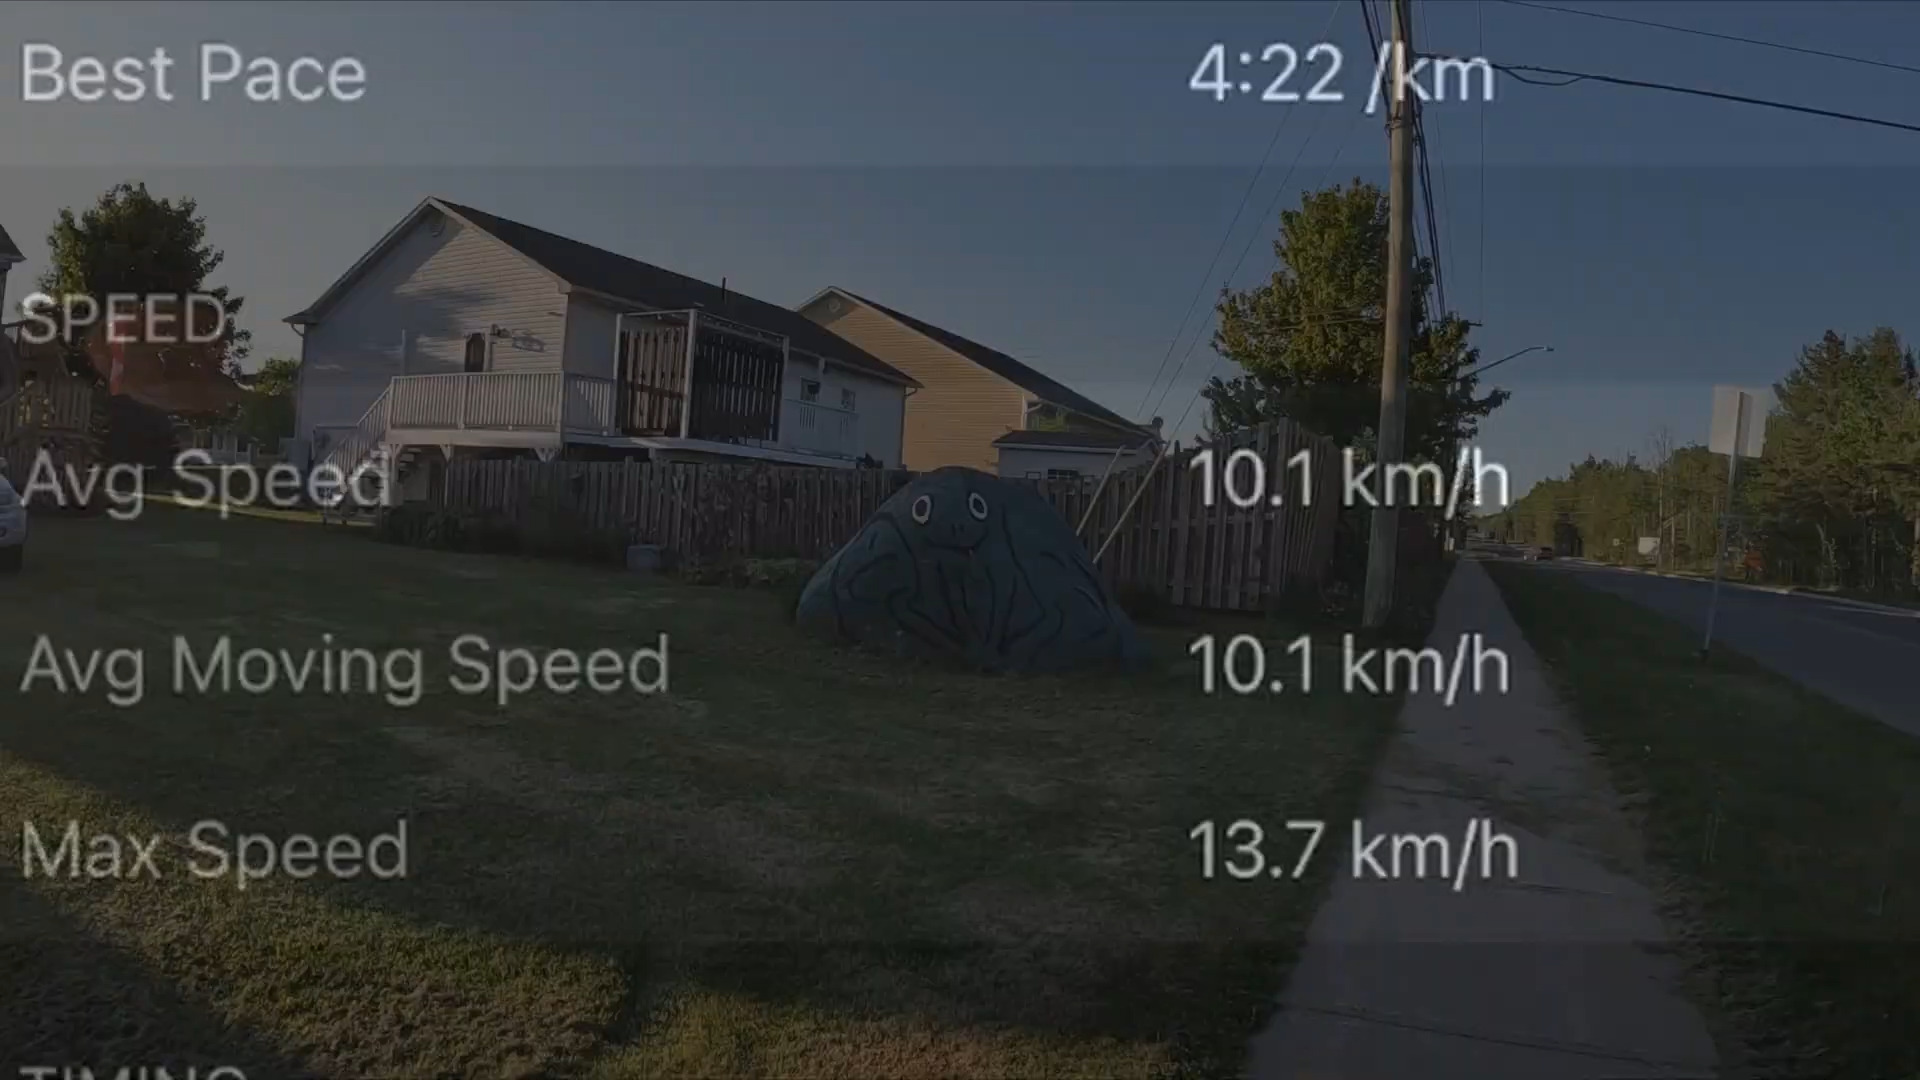 Best Pace 4:22 /km
SPEED
Avg Speed 10.1 km/h
Avg Moving Speed 10.1 km/h
Max Speed 13.7 km/h
TIMING